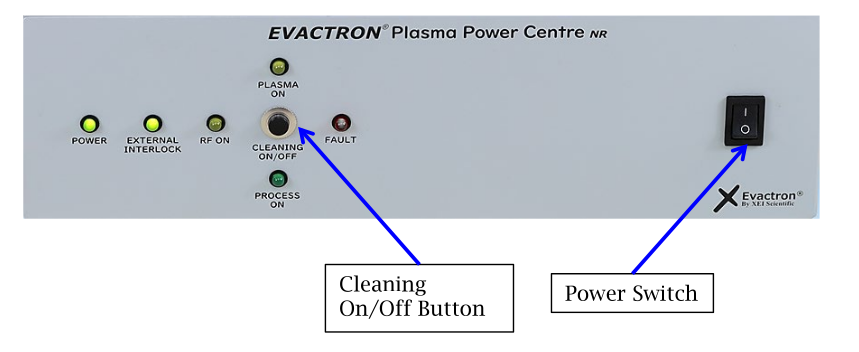 EVACTRON® Plasma Power Centre NR
PLASMA
ON
POWER
EXTERNAL
INTERLOCK
RF ON
CLEANING
ON/OFF
FAULT
PROCESS
ON
I
O
Evactron®
By XEI Scientific
Cleaning
On/Off Button
Power Switch